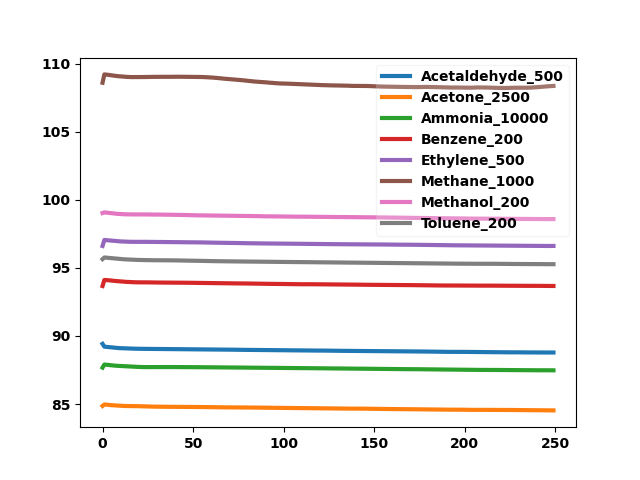 110
105
100
95
90
85
0 50 100 150 200 250
Acetaldehyde_500
Acetone_2500
Ammonia_10000
Benzene_200
Ethylene_500
Methane_1000
Methanol_200
Toluene_200